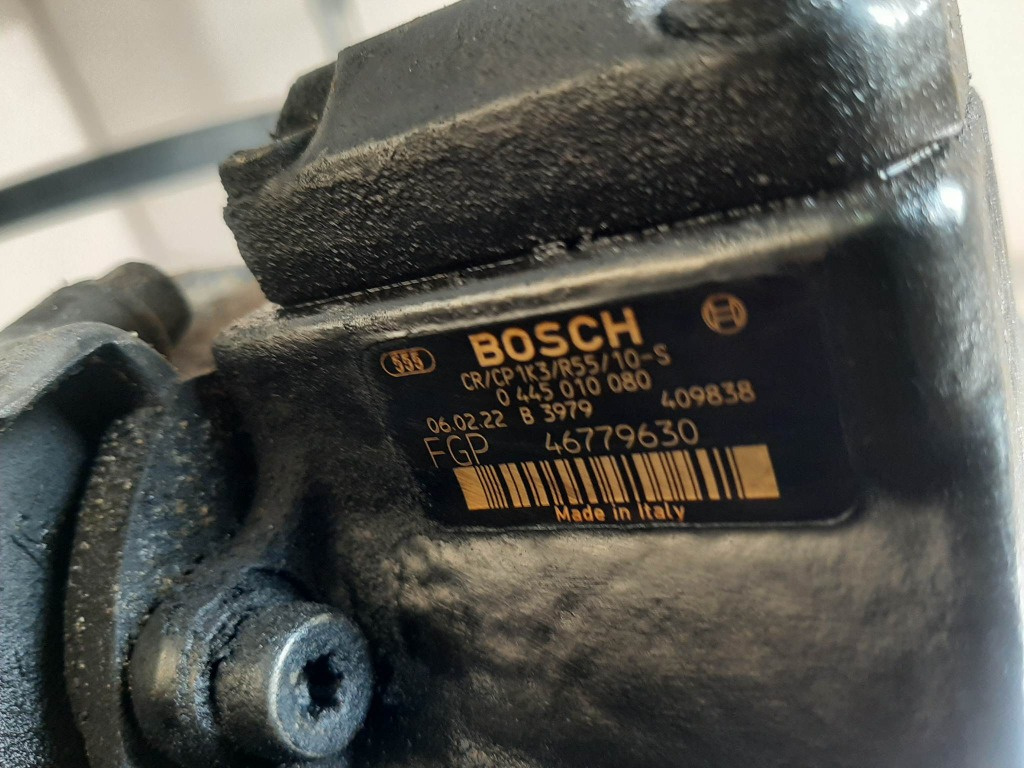 555 BOSCH
CR/CP1K3/R55/10-S
0 445 010 080
06.02.22 B 3979 409838
FGP 46779630
Made in Italy